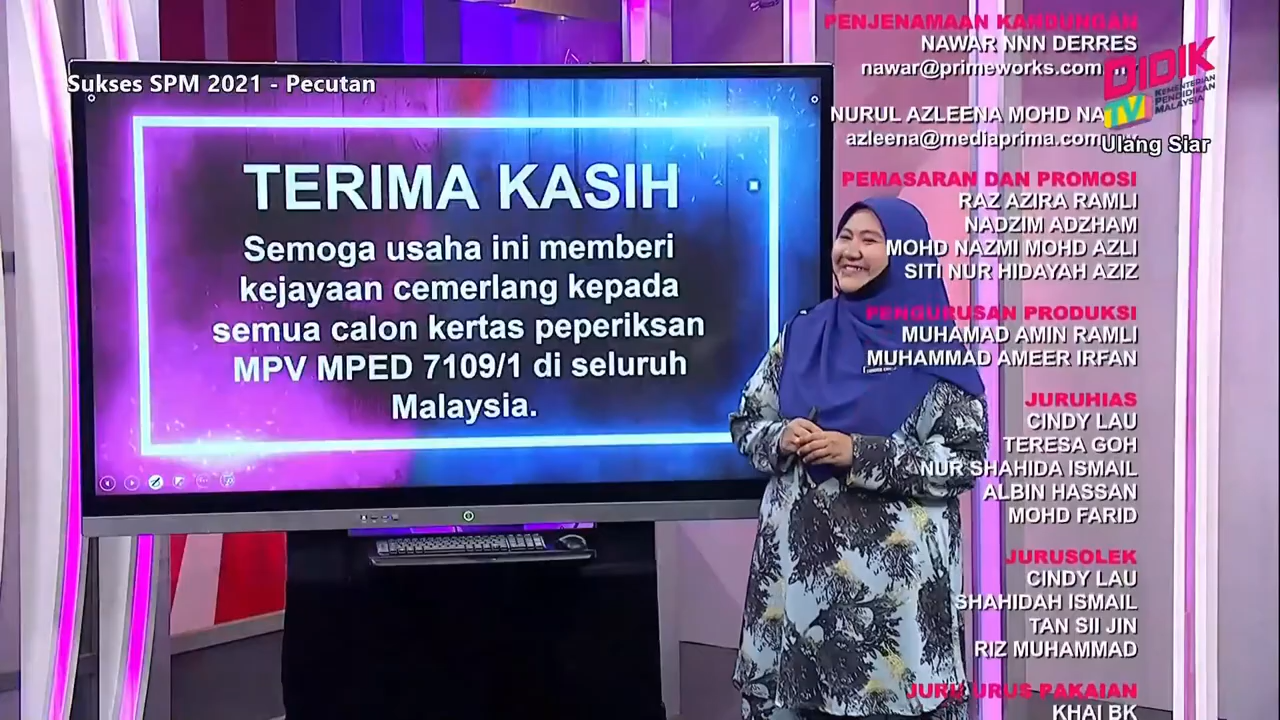 Sukses SPM 2021 - Pecutan
TERIMA KASIH
Semoga usaha ini memberi
kejayaan cemerlang kepada
semua calon kertas peperiksan
MPV MPED 7109/1 di seluruh
Malaysia.
PENJENAMAAN KANDUNGAN
NAWAR NNN DERRES
nawar@primeworks.com
NURUL AZLEENA MOHD NA
azleena@mediaprima.com
DIDIK
TV
KEMENTERIAN
PENDIDIKAN
MALAYSIA
Ulang Siar
PEMASARAN DAN PROMOSI
RAZ AZIRA RAMLI
NADZIM ADZHAM
MOHD NAZMI MOHD AZLI
SITI NUR HIDAYAH AZIZ
PENGURUSAN PRODUKSI
MUHAMAD AMIN RAMLI
MUHAMMAD AMEER IRFAN
JURUHIAS
CINDY LAU
TERESA GOH
NUR SHAHIDA ISMAIL
ALBIN HASSAN
MOHD FARID
JURUSOLEK
CINDY LAU
SHAHIDAH ISMAIL
TAN SII JIN
RIZ MUHAMMAD
JURU URUS PAKAIAN
KHAI BK